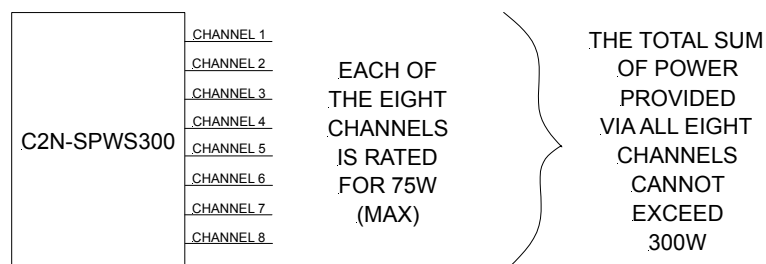 C2N-SPWS300
CHANNEL 1
CHANNEL 2
CHANNEL 3
CHANNEL 4
CHANNEL 5
CHANNEL 6
CHANNEL 7
CHANNEL 8
EACH OF
THE EIGHT
CHANNELS
IS RATED
FOR 75W
(MAX)
THE TOTAL SUM
OF POWER
PROVIDED
VIA ALL EIGHT
CHANNELS
CANNOT
EXCEED
300W